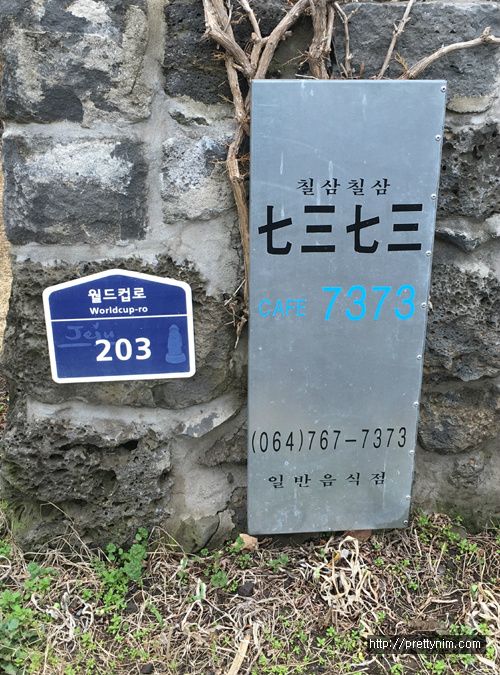 칠삼칠삼
七三七三
CAFE 7373
(064)767-7373
일반음식점
월드컵로
Worldcup-ro
Jeju
203
http://prettynim.com